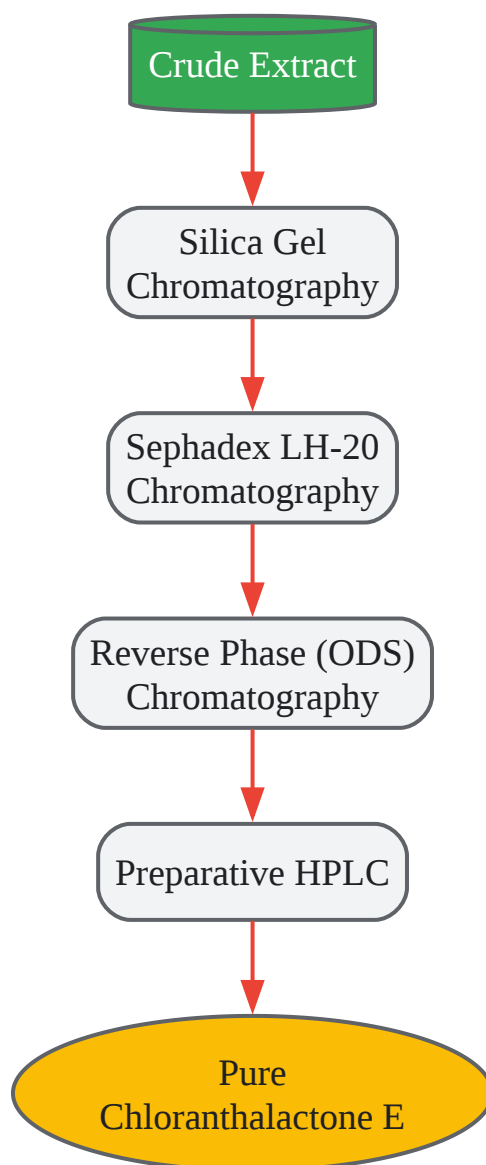 Crude Extract
Silica Gel
Chromatography
Sephadex LH-20
Chromatography
Reverse Phase (ODS)
Chromatography
Preparative HPLC
Pure
Chloranthalactone E